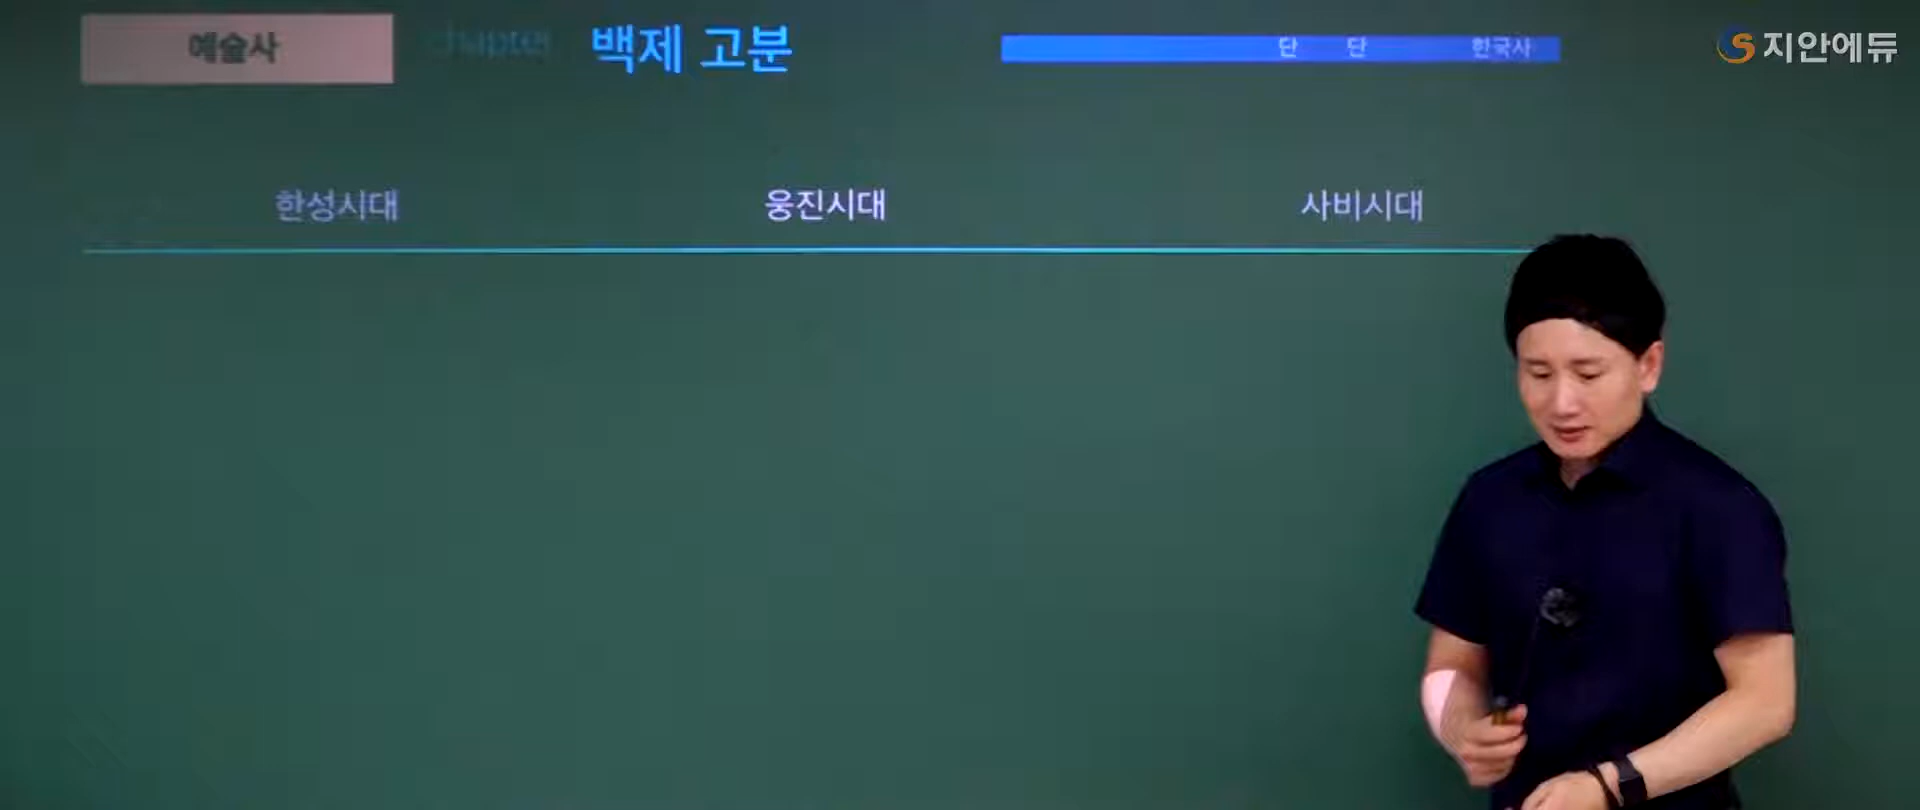 예술사 chapter 백제 고분 단 단 한국사 지안에듀
한성시대 웅진시대 사비시대